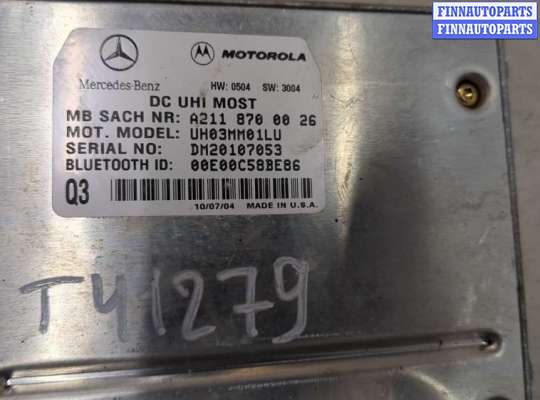 FINNAUTOPARTS
FINNAUTOPARTS
MOTOROLA
Mercedes-Benz HW: 0504 SW: 3004
DC UHI MOST
MB SACH NR: A211 870 00 26
MOT. MODEL: UH03MM01LU
SERIAL NO: DM20107053
BLUETOOTH ID: 00E00C58BE86
Q3
10/07/04 MADE IN U.S.A.
T41279